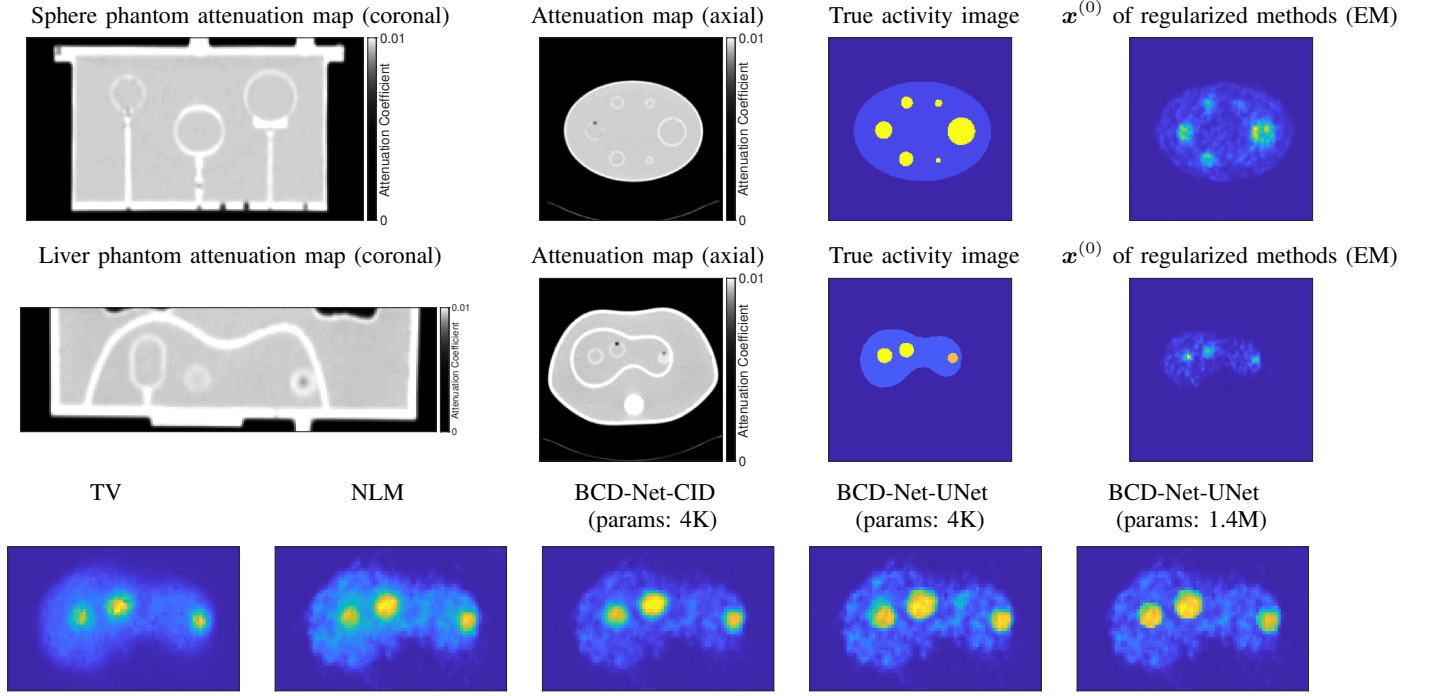 Sphere phantom attenuation map (coronal)
Attenuation map (axial)
True activity image
x^(0) of regularized methods (EM)
0.01
Attenuation Coefficient
0
0.01
Attenuation Coefficient
0
Liver phantom attenuation map (coronal)
Attenuation map (axial)
True activity image
x^(0) of regularized methods (EM)
0.01
Attenuation Coefficient
0
0.01
Attenuation Coefficient
0
TV
NLM
BCD-Net-CID
(params: 4K)
BCD-Net-UNet
(params: 4K)
BCD-Net-UNet
(params: 1.4M)